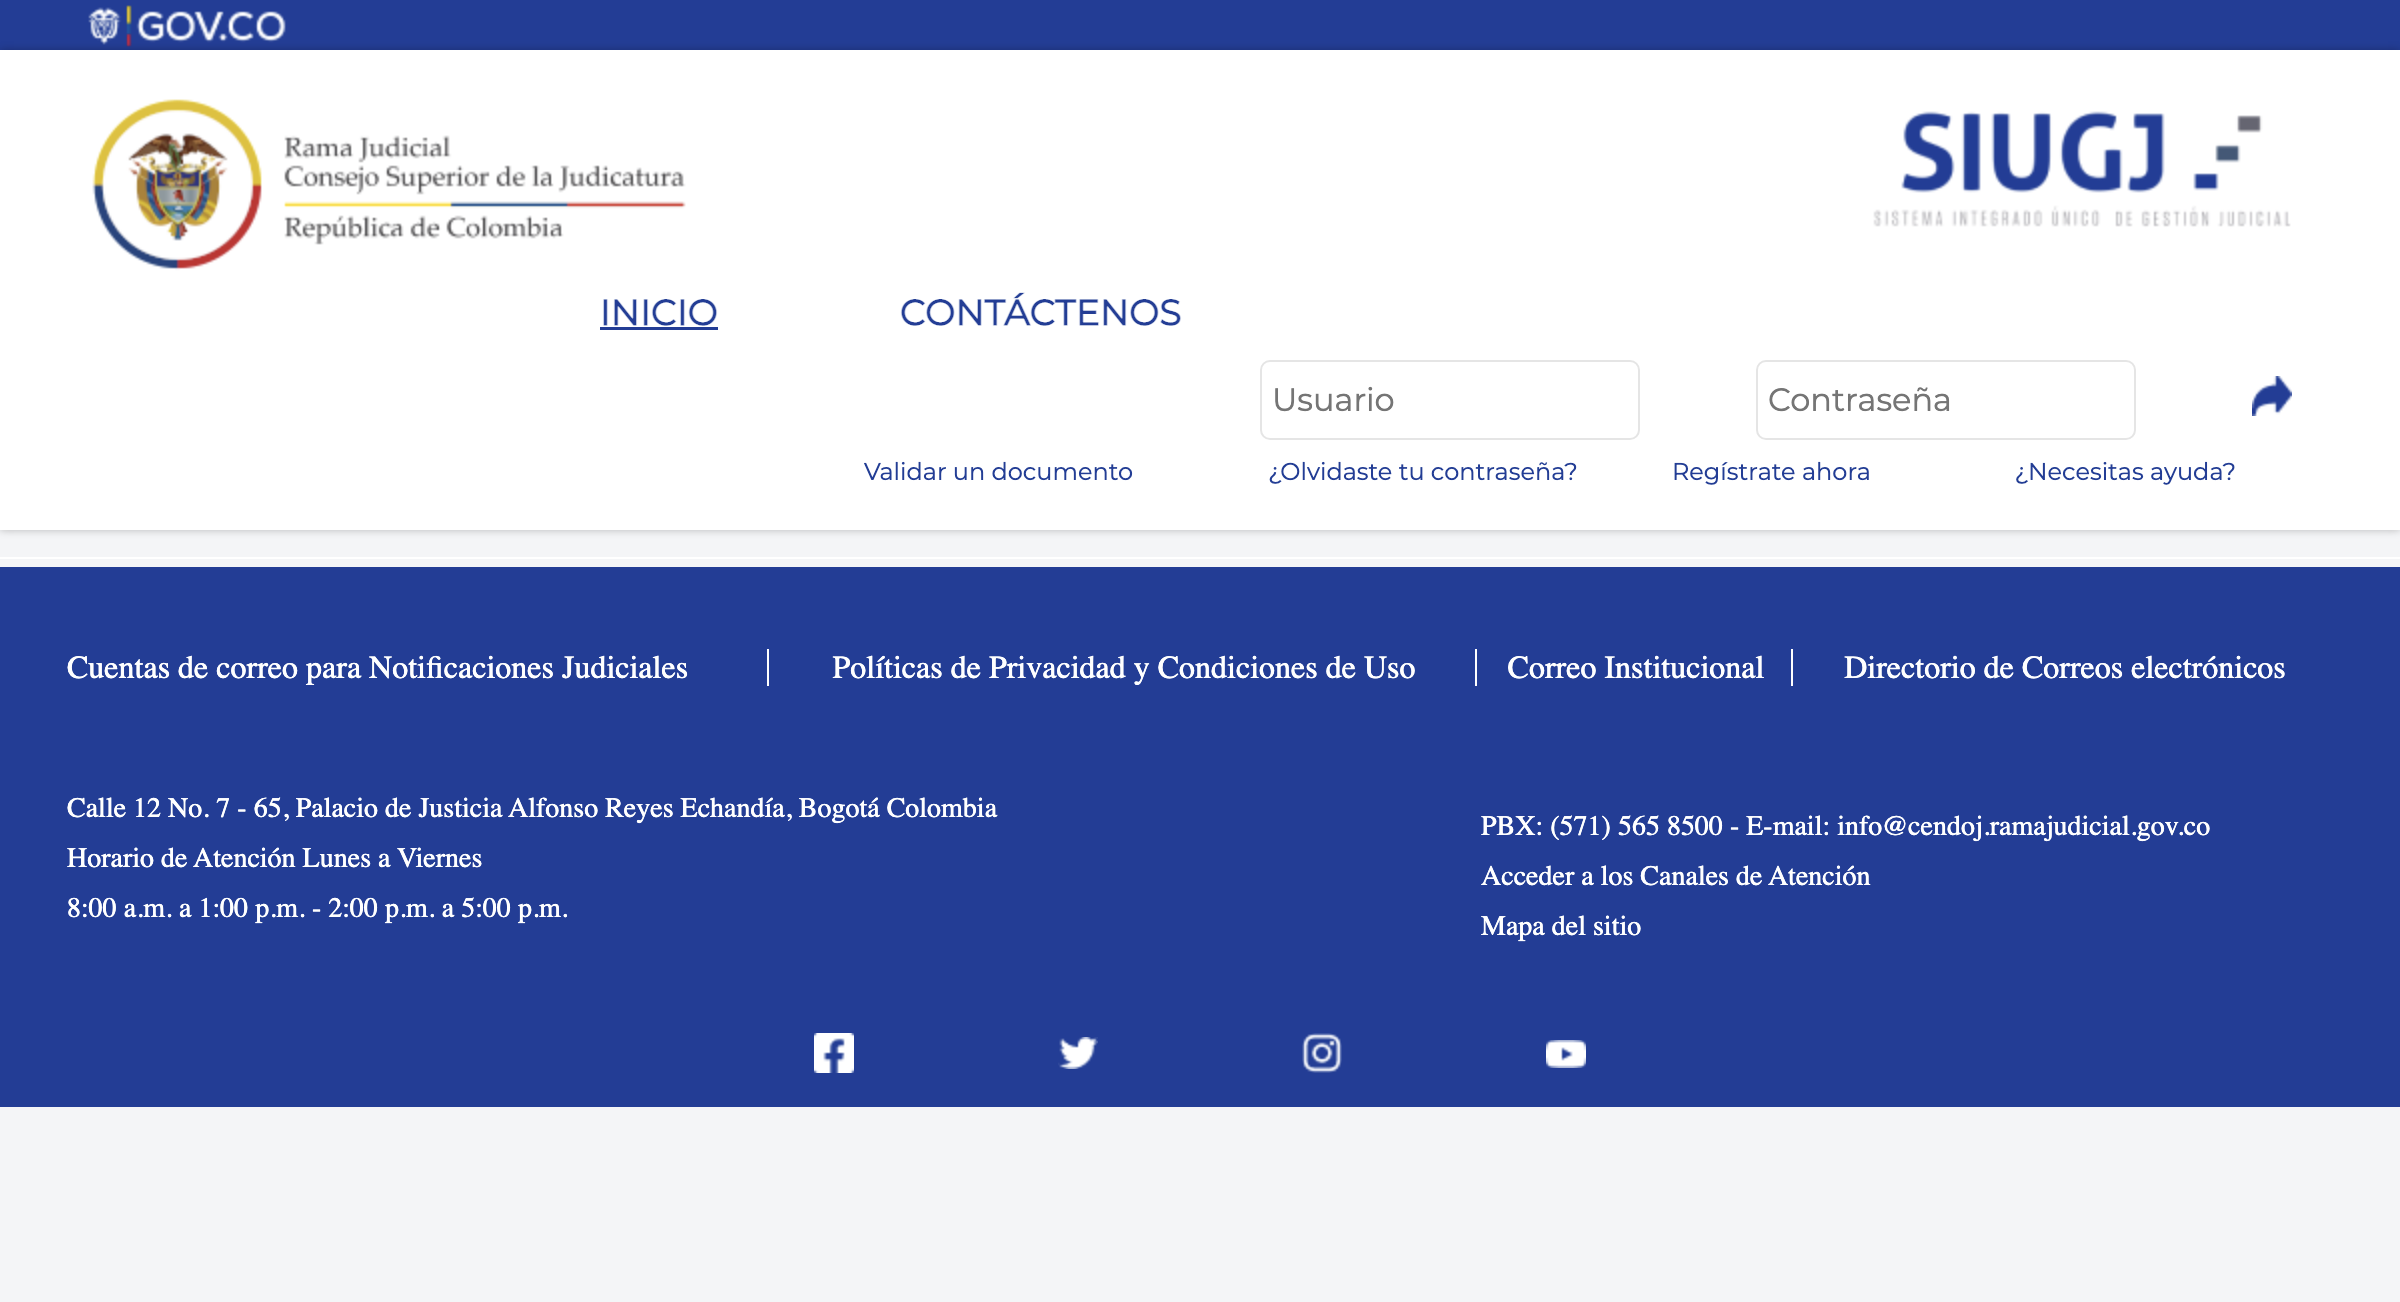 GOV.CO
Rama Judicial
Consejo Superior de la Judicatura
República de Colombia
SIUGJ
SISTEMA INTEGRADO ÚNICO DE GESTIÓN JUDICIAL
INICIO CONTÁCTENOS
Usuario Contraseña
Validar un documento ¿Olvidaste tu contraseña? Regístrate ahora ¿Necesitas ayuda?
Cuentas de correo para Notificaciones Judiciales Políticas de Privacidad y Condiciones de Uso Correo Institucional Directorio de Correos electrónicos
Calle 12 No. 7 - 65, Palacio de Justicia Alfonso Reyes Echandía, Bogotá Colombia
Horario de Atención Lunes a Viernes
8:00 a.m. a 1:00 p.m. - 2:00 p.m. a 5:00 p.m.
PBX: (571) 565 8500 - E-mail: info@cendoj.ramajudicial.gov.co
Acceder a los Canales de Atención
Mapa del sitio